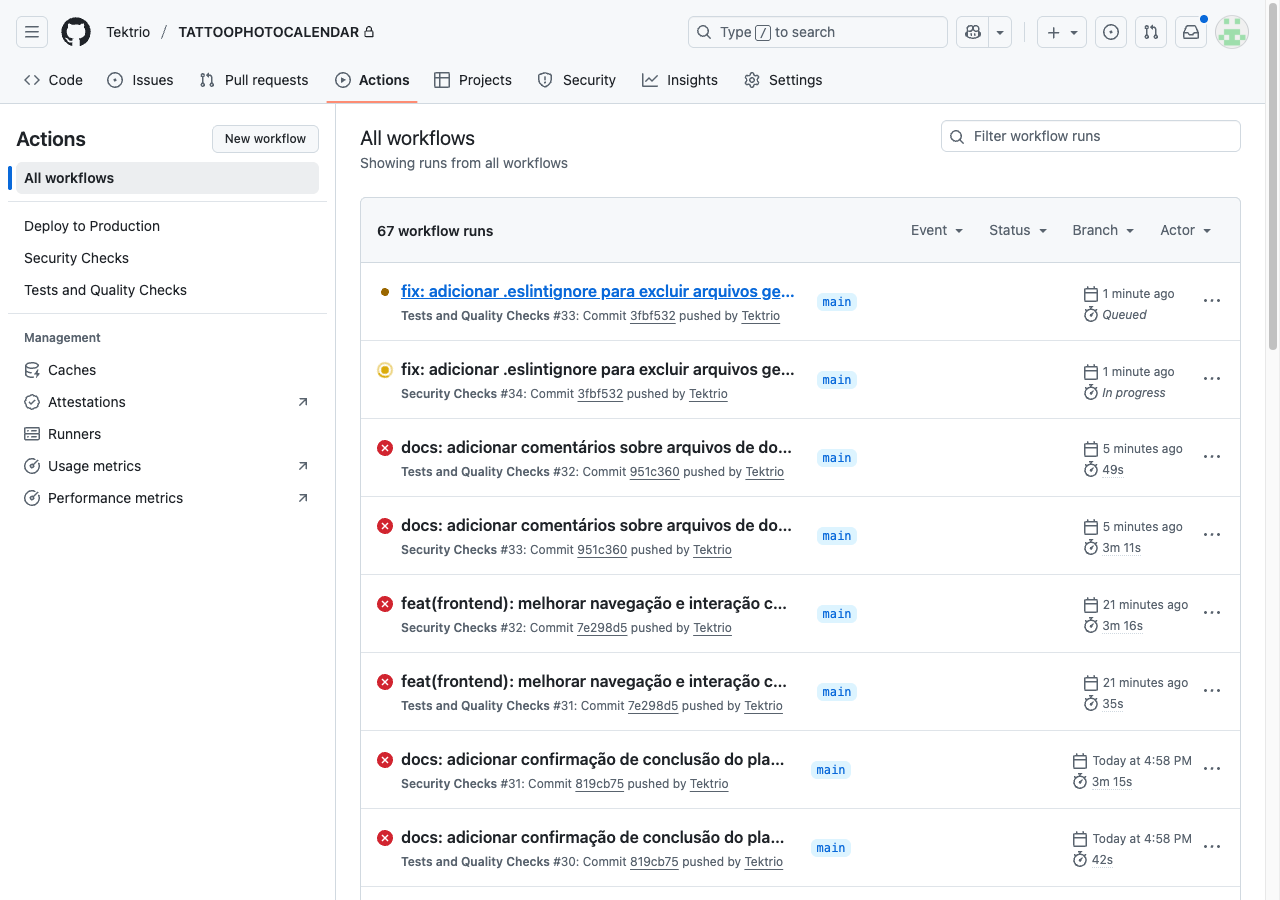 Tektrio / TATTOOPHOTOCALENDAR
Type / to search
Code
Issues
Pull requests
Actions
Projects
Security
Insights
Settings
Actions
New workflow
All workflows
Deploy to Production
Security Checks
Tests and Quality Checks
Management
Caches
Attestations
Runners
Usage metrics
Performance metrics
All workflows
Showing runs from all workflows
Filter workflow runs
67 workflow runs
Event
Status
Branch
Actor
fix: adicionar .eslintignore para excluir arquivos ge...
Tests and Quality Checks #33: Commit 3fbf532 pushed by Tektrio
main
1 minute ago
Queued
fix: adicionar .eslintignore para excluir arquivos ge...
Security Checks #34: Commit 3fbf532 pushed by Tektrio
main
1 minute ago
In progress
docs: adicionar comentários sobre arquivos de do...
Tests and Quality Checks #32: Commit 951c360 pushed by Tektrio
main
5 minutes ago
49s
docs: adicionar comentários sobre arquivos de do...
Security Checks #33: Commit 951c360 pushed by Tektrio
main
5 minutes ago
3m 11s
feat(frontend): melhorar navegação e interação c...
Security Checks #32: Commit 7e298d5 pushed by Tektrio
main
21 minutes ago
3m 16s
feat(frontend): melhorar navegação e interação c...
Tests and Quality Checks #31: Commit 7e298d5 pushed by Tektrio
main
21 minutes ago
35s
docs: adicionar confirmação de conclusão do pla...
Security Checks #31: Commit 819cb75 pushed by Tektrio
main
Today at 4:58 PM
3m 15s
docs: adicionar confirmação de conclusão do pla...
Tests and Quality Checks #30: Commit 819cb75 pushed by Tektrio
main
Today at 4:58 PM
42s